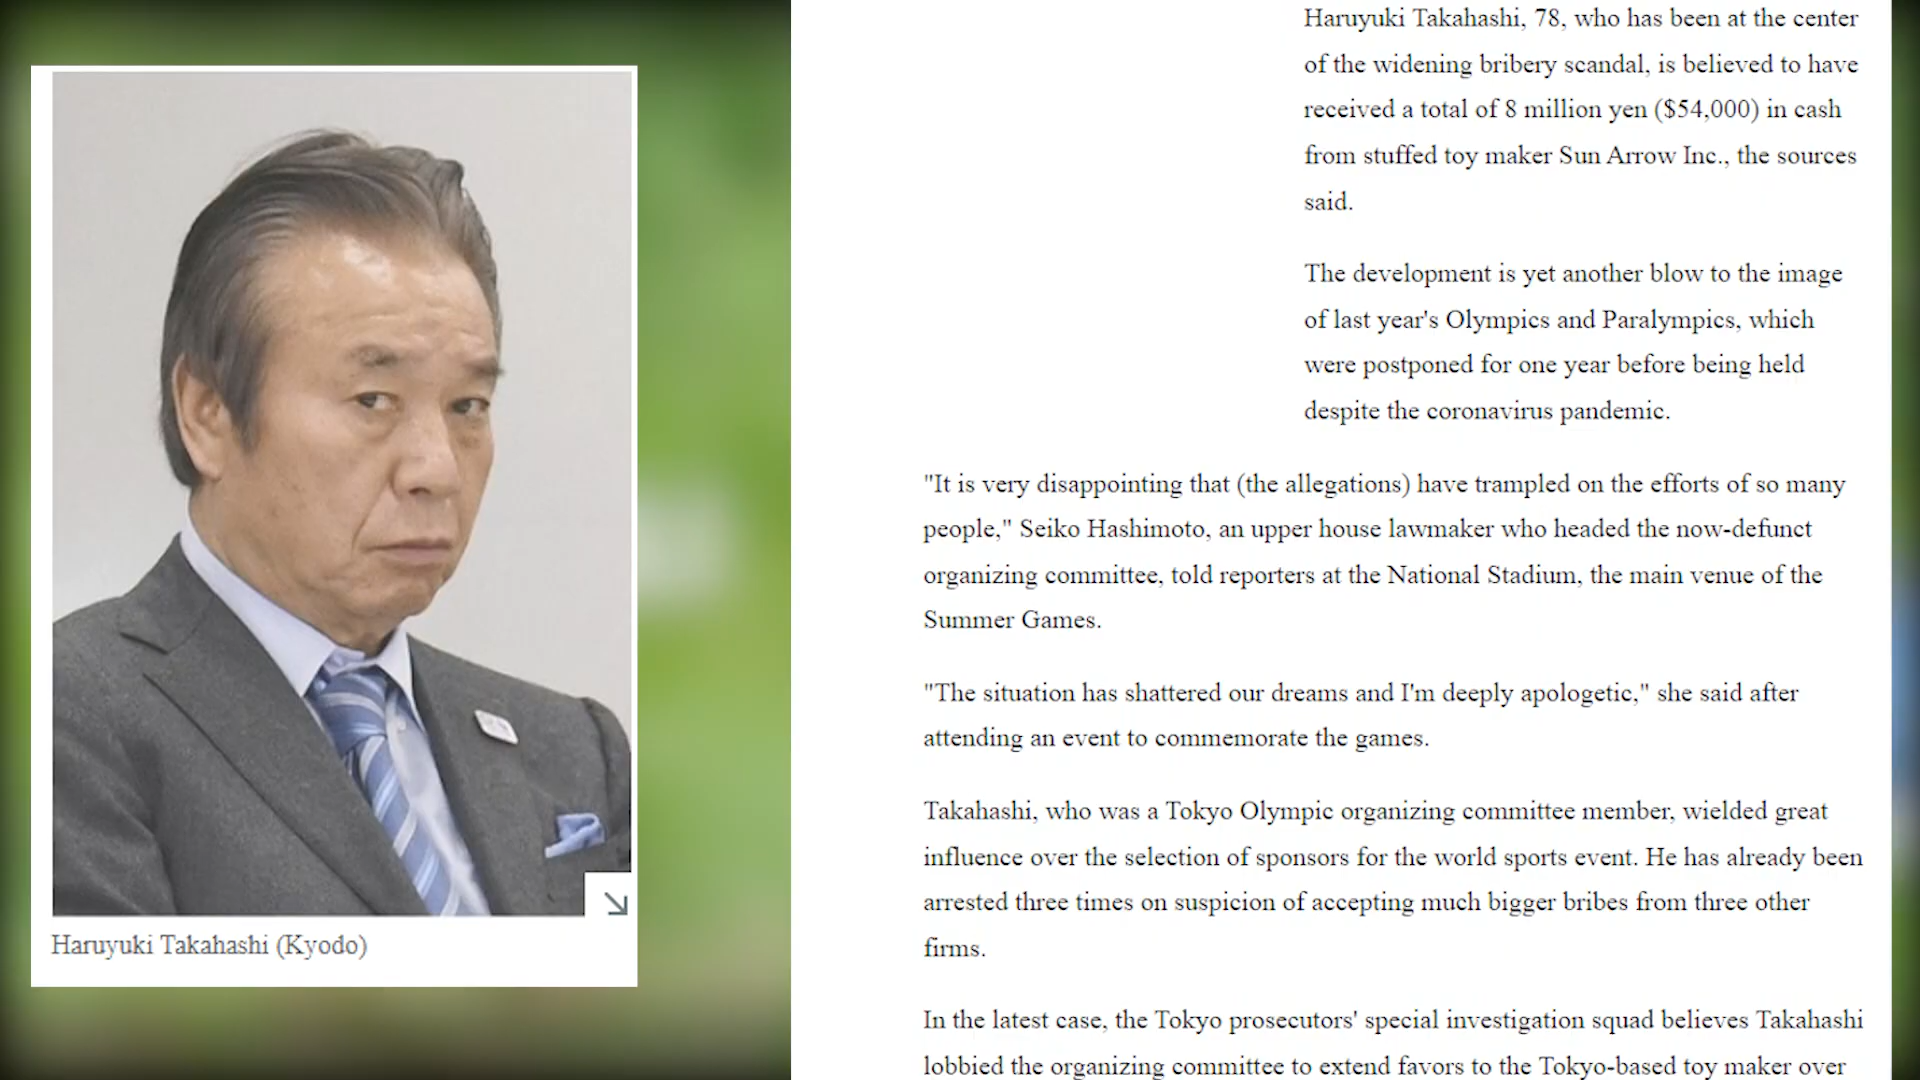 Haruyuki Takahashi (Kyodo)
Haruyuki Takahashi, 78, who has been at the center
of the widening bribery scandal, is believed to have
received a total of 8 million yen ($54,000) in cash
from stuffed toy maker Sun Arrow Inc., the sources
said.
The development is yet another blow to the image
of last year's Olympics and Paralympics, which
were postponed for one year before being held
despite the coronavirus pandemic.
"It is very disappointing that (the allegations) have trampled on the efforts of so many
people," Seiko Hashimoto, an upper house lawmaker who headed the now-defunct
organizing committee, told reporters at the National Stadium, the main venue of the
Summer Games.
"The situation has shattered our dreams and I'm deeply apologetic," she said after
attending an event to commemorate the games.
Takahashi, who was a Tokyo Olympic organizing committee member, wielded great
influence over the selection of sponsors for the world sports event. He has already been
arrested three times on suspicion of accepting much bigger bribes from three other
firms.
In the latest case, the Tokyo prosecutors' special investigation squad believes Takahashi
lobbied the organizing committee to extend favors to the Tokyo-based toy maker over